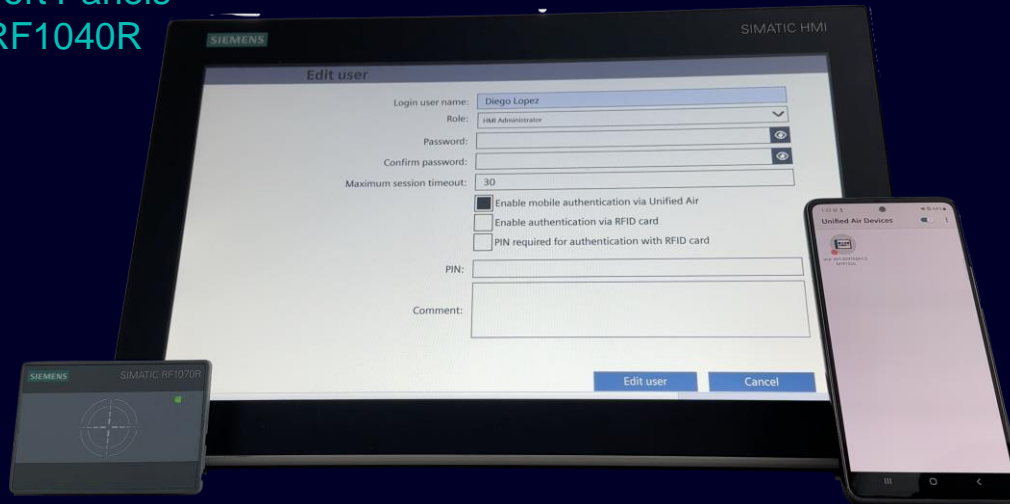 ort Panels
RF1040R
SIEMENS
SIMATIC HMI
Edit user
Login user name: Diego Lopez
Role: HMI Administrator
Password:
Confirm password:
Maximum session timeout: 30
Enable mobile authentication via Unified Air
Enable authentication via RFID card
PIN required for authentication with RFID card
PIN:
Comment:
Edit user
Cancel
SIEMENS
SIMATIC RF1070R
Unified Air Devices